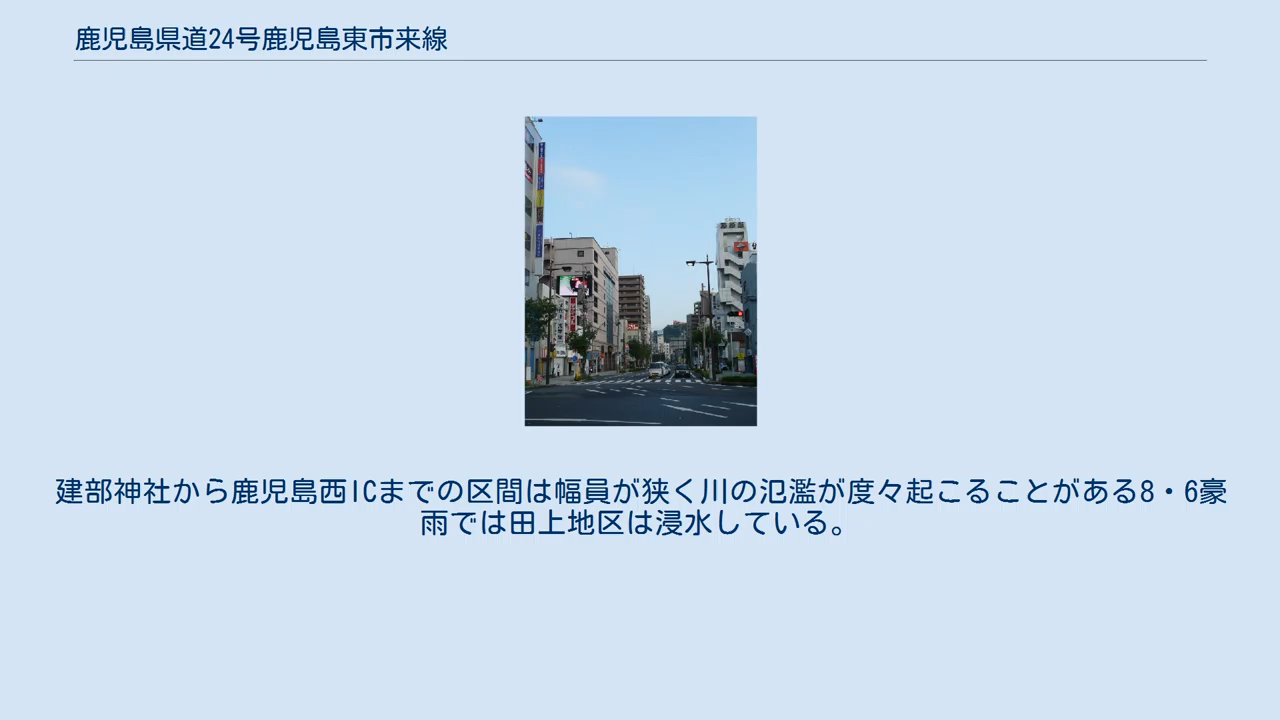 鹿児島県道24号鹿児島東市来線
建部神社から鹿児島西ICまでの区間は幅員が狭く川の氾濫が度々起こることがある8・6豪
雨では田上地区は浸水している。